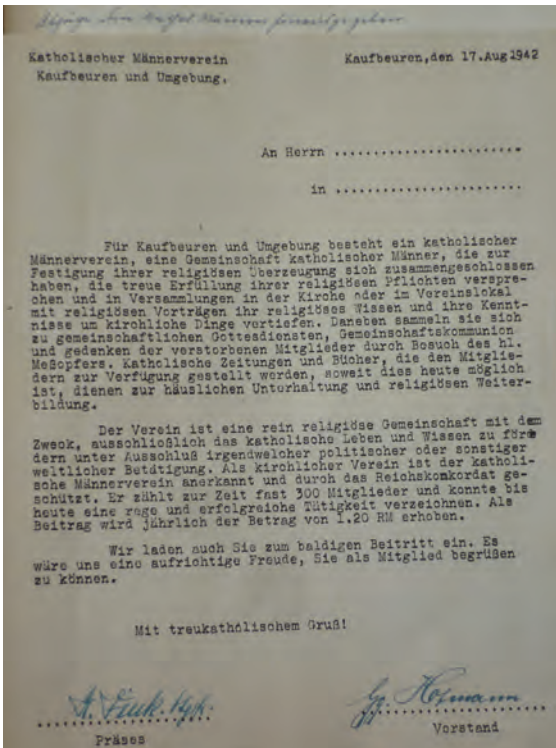 Katholischer Männerverein
Kaufbeuren und Umgebung.
Kaufbeuren,den 17.Aug 1942
An Herrn ........................
in ........................
Für Kaufbeuren und Umgebung besteht ein katholischer
Männerverein, eine Gemeinschaft katholischer Männer, die zur
Festigung ihrer religiösen Überzeugung sich zusammengeschlossen
haben, die treue Erfüllung ihrer religiösen Pflichten verspre-
chen und in Versammlungen in der Kirche oder im Vereinslokal
mit religiösen Vorträgen ihr religiöses Wissen und ihre Kennt-
nisse um kirchliche Dinge vertiefen. Daneben sammeln sie sich
zu gemeinschaftlichen Gottesdiensten, Gemeinschaftskommunion
und gedenken der verstorbenen Mitglieder durch Besuch des hl.
Meßopfers. Katholische Zeitungen und Bücher, die den Mitglie-
dern zur Verfügung gestellt werden, soweit dies heute möglich
ist, dienen zur häuslichen Unterhaltung und religiösen Weiter-
bildung.
Der Verein ist eine rein religiöse Gemeinschaft mit dem
Zweck, ausschließlich das katholische Leben und Wissen zu för
dern unter Ausschluß irgendwelcher politischer oder sonstiger
weltlicher Betätigung. Als kirchlicher Verein ist der katholi-
sche Männerverein anerkannt und durch das Reichskonkordat ge-
schützt. Er zählt zur Zeit fast 300 Mitglieder und konnte bis
heute eine rege und erfolgreiche Tätigkeit verzeichnen. Als
Beitrag wird jährlich der Betrag von 1.20 RM erhoben.
Wir laden auch Sie zum baldigen Beitritt ein. Es
wäre uns eine aufrichtige Freude, Sie als Mitglied begrüßen
zu können.
Mit treukatholischem Gruß!
A. Fink
Hofmann
Präses
Vorstand